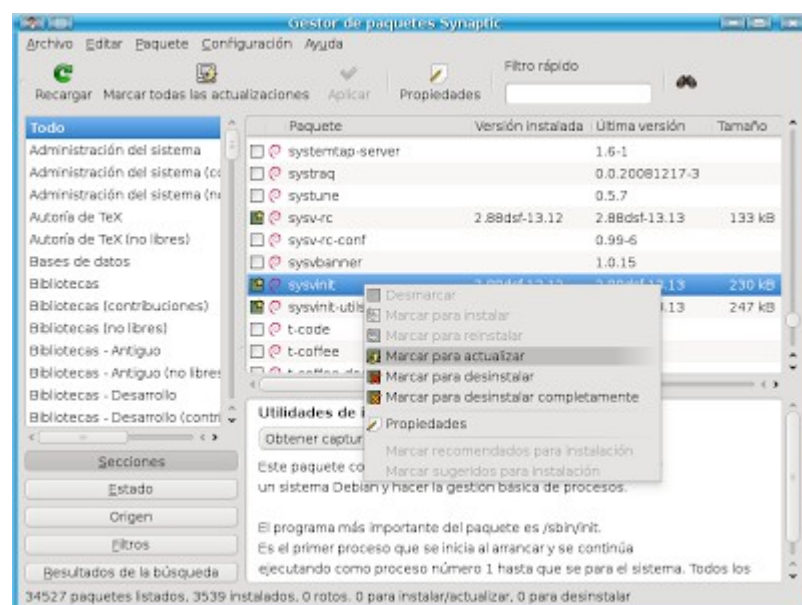 Gestor de paquetes Synaptic
Archivo Editar Paquete Configuración Ayuda
Filtro rápido
Recargar Marcar todas las actualizaciones Aplicar Propiedades
Todo
Administración del sistema
Administración del sistema (co
Administración del sistema (no
Autoría de TeX
Autoría de TeX (no libres)
Bases de datos
Bibliotecas
Bibliotecas (contribuciones)
Bibliotecas (no libres)
Bibliotecas - Antiguo
Bibliotecas - Antiguo (no libres
Bibliotecas - Desarrollo
Bibliotecas - Desarrollo (contri
Secciones
Estado
Origen
Filtros
Resultados de la búsqueda
Paquete Versión instalada Última versión Tamaño
systemtap-server 1.6-1
systraq 0.0.20081217-3
systune 0.5.7
sysv-rc 2.88dsf-13.12 2.88dsf-13.13 133 kB
sysv-rc-conf 0.99-6
sysvbanner 1.0.15
sysvinit 2.88dsf-13.12 2.88dsf-13.13 230 kB
sysvinit-utils .13 247 kB
t-code
t-coffee
Desmarcar
Marcar para instalar
Marcar para reinstalar
Marcar para actualizar
Marcar para desinstalar
Marcar para desinstalar completamente
Propiedades
Marcar recomendados para instalación
Marcar sugeridos para instalación
Utilidades de i
Obtener captur
Este paquete co
un sistema Debian y hacer la gestión básica de procesos.
El programa más importante del paquete es /sbin/init.
Es el primer proceso que se inicia al arrancar y se continúa
ejecutando como proceso número 1 hasta que se para el sistema. Todos los
34527 paquetes listados, 3539 instalados, 0 rotos. 0 para instalar/actualizar, 0 para desinstalar